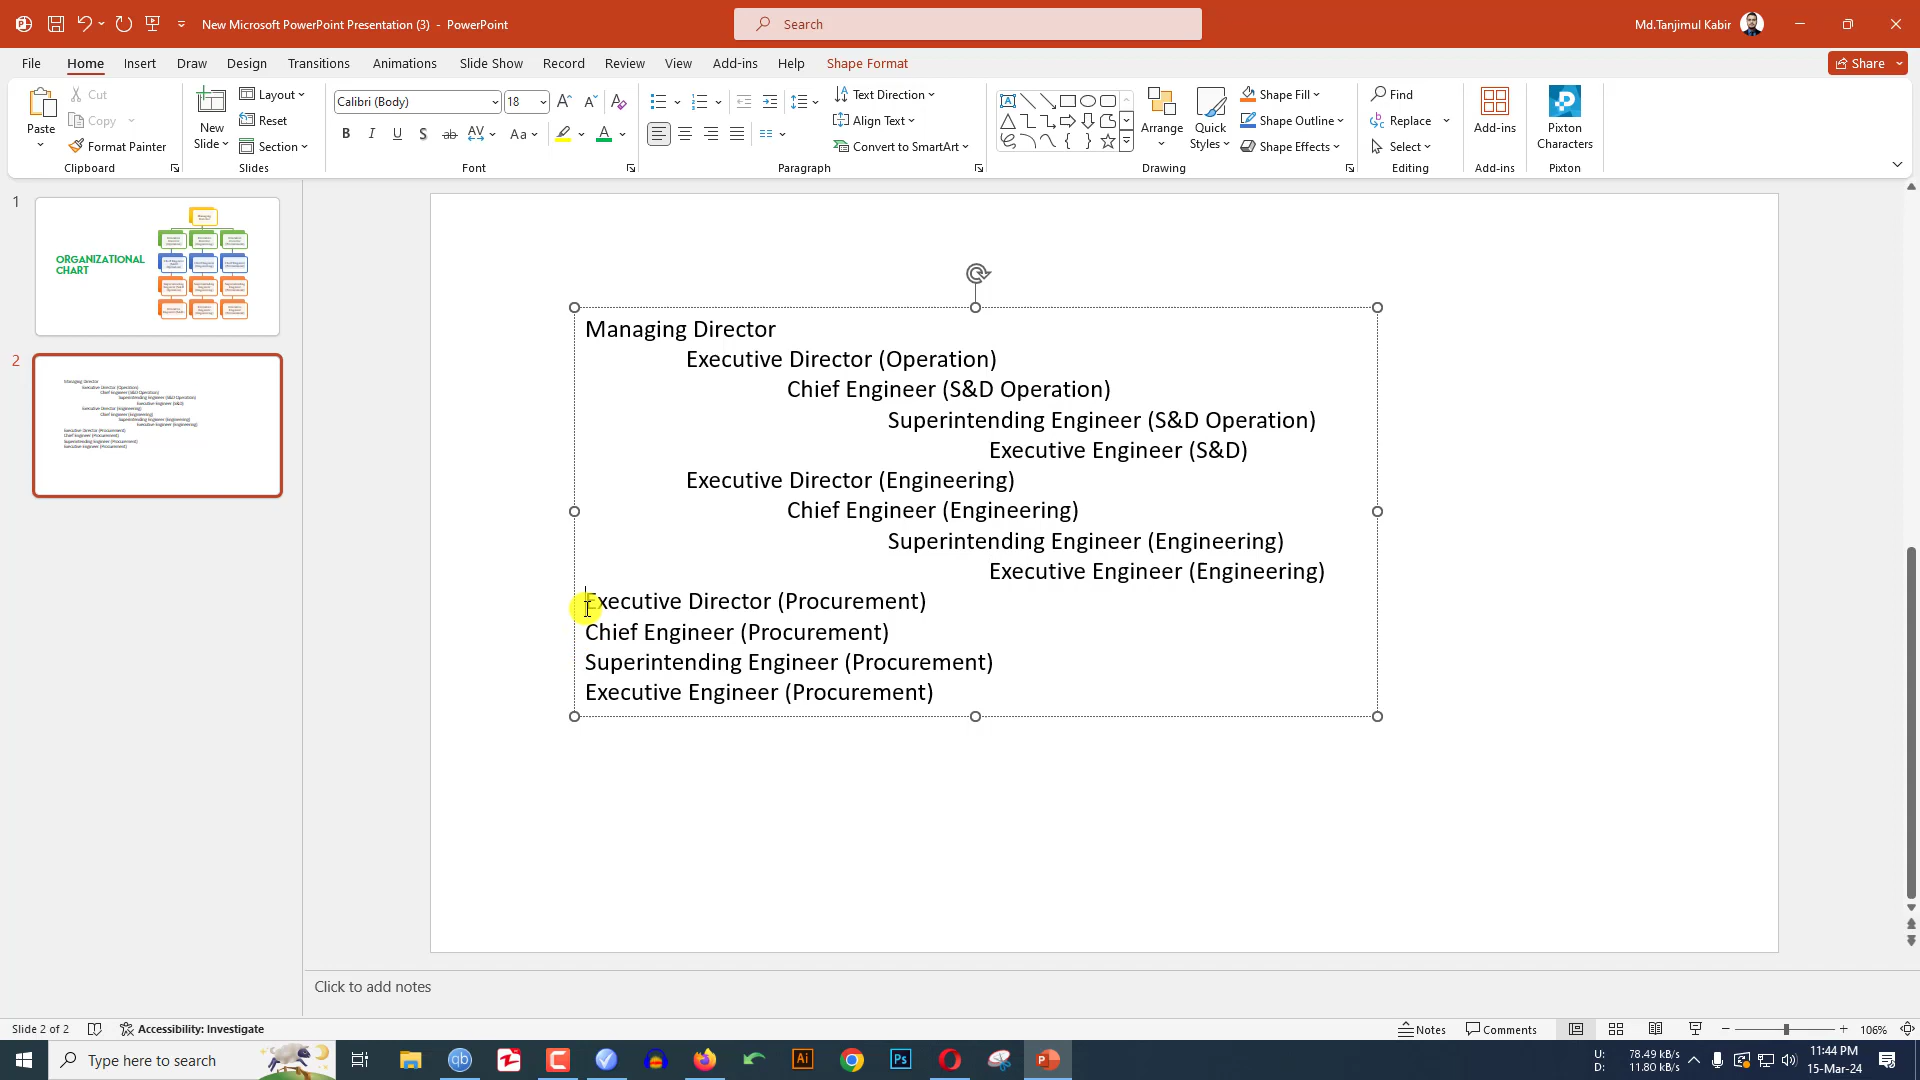 New Microsoft PowerPoint Presentation (3) - PowerPoint
Search
Md.Tanjimul Kabir
File Home Insert Draw Design Transitions Animations Slide Show Record Review View Add-ins Help Shape Format
Share
Paste
Cut
Copy
Format Painter
Clipboard
New
Slide
Layout
Reset
Section
Slides
Calibri (Body)
18
Font
Text Direction
Align Text
Convert to SmartArt
Paragraph
Arrange
Quick
Styles
Shape Fill
Shape Outline
Shape Effects
Drawing
Find
Replace
Select
Editing
Add-ins
Add-ins
Pixton
Characters
Pixton
1
ORGANIZATIONAL
CHART
2
Managing Director
Executive Director (Operation)
Chief Engineer (S&D Operation)
Superintending Engineer (S&D Operation)
Executive Engineer (S&D)
Executive Director (Engineering)
Chief Engineer (Engineering)
Superintending Engineer (Engineering)
Executive Engineer (Engineering)
Executive Director (Procurement)
Chief Engineer (Procurement)
Superintending Engineer (Procurement)
Executive Engineer (Procurement)
Click to add notes
Slide 2 of 2
Accessibility: Investigate
Notes
Comments
106%
Type here to search
U: 78.49 kB/s
D: 11.80 kB/s
11:44 PM
15-Mar-24